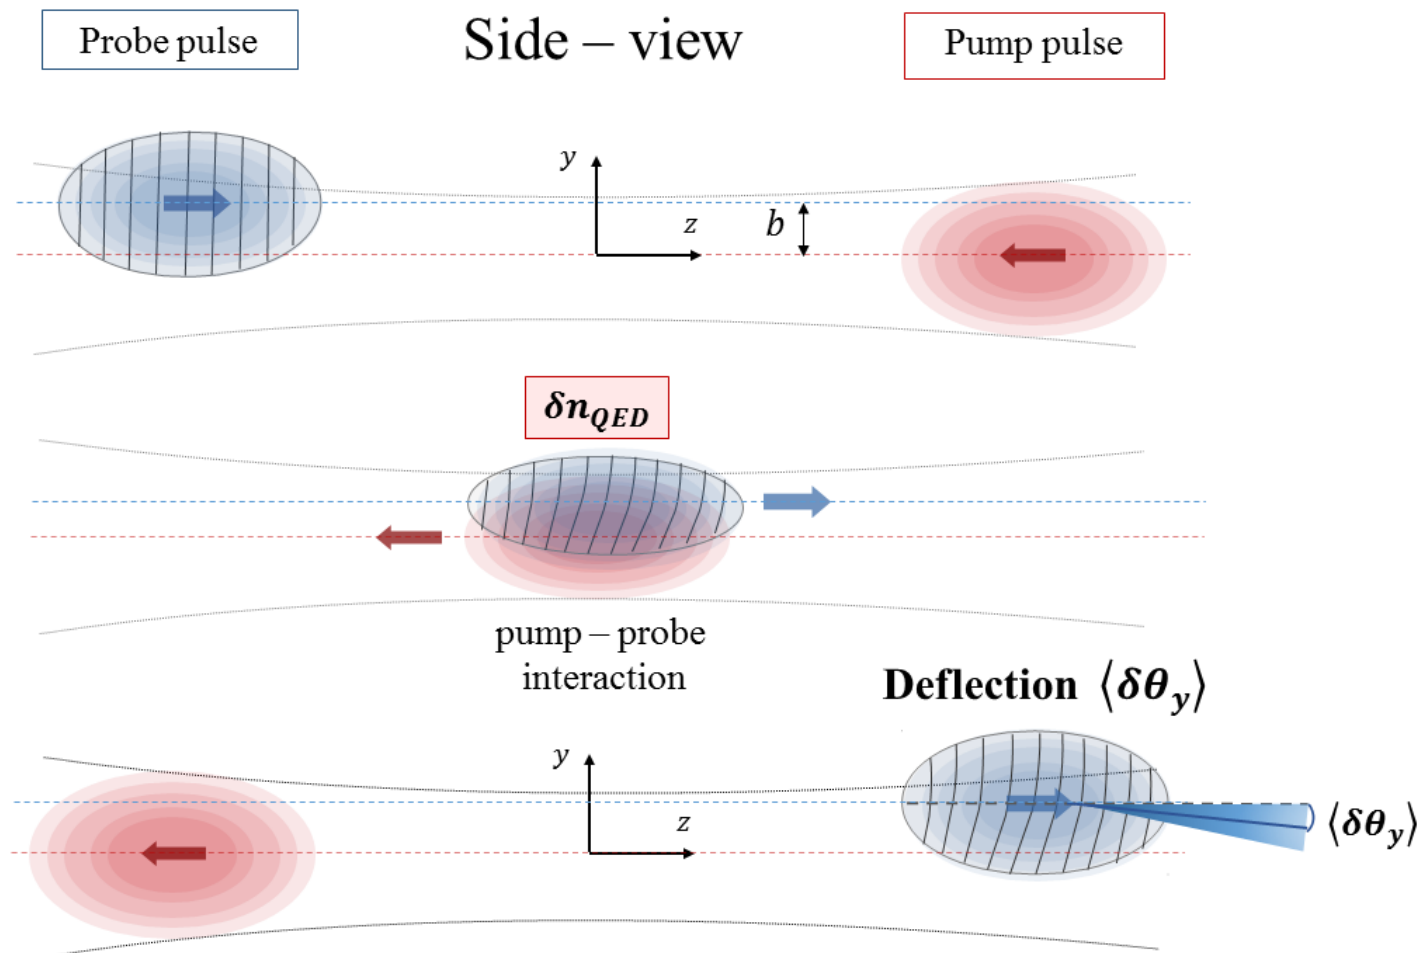 Probe pulse
Side – view
Pump pulse
y
z
b
δn_QED
pump – probe
interaction
Deflection ⟨δθ_y⟩
y
z
⟨δθ_y⟩